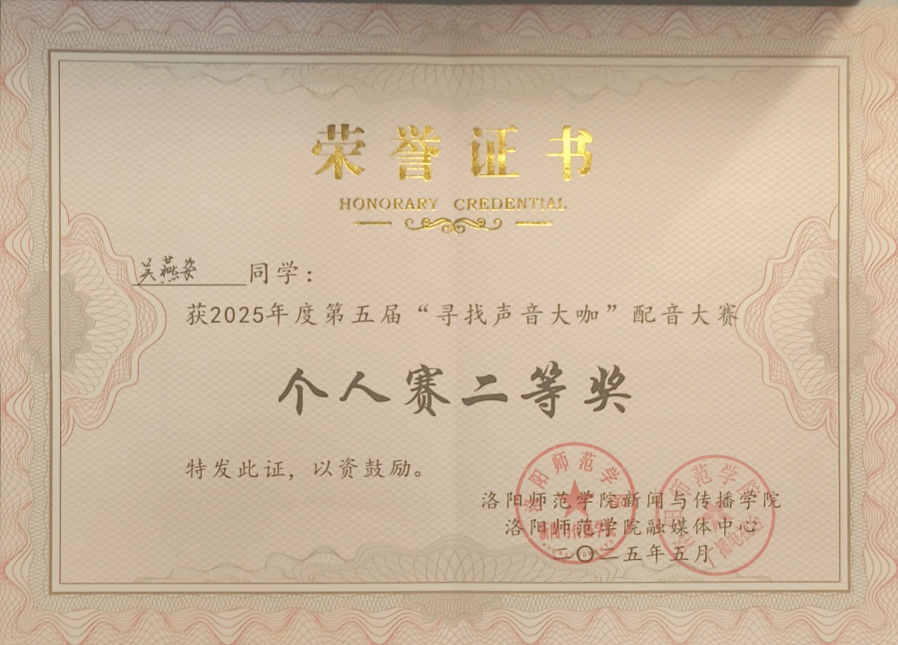 荣誉证书
HONORARY CREDENTIAL
吴燕姿 同学：
获2025年度第五届“寻找声音大咖”配音大赛
个人赛二等奖
特发此证，以资鼓励。
洛阳师范学院新闻与传播学院
洛阳师范学院融媒体中心
二〇二五年五月